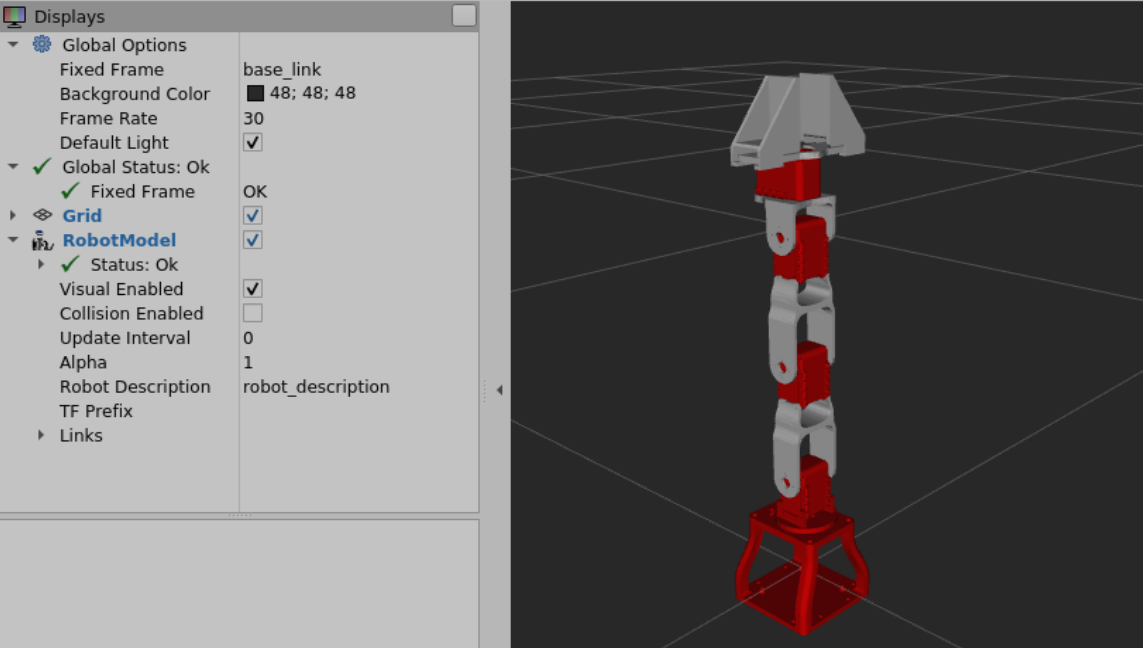 Displays
Global Options
Fixed Frame base_link
Background Color 48; 48; 48
Frame Rate 30
Default Light
Global Status: Ok
Fixed Frame OK
Grid
RobotModel
Status: Ok
Visual Enabled
Collision Enabled
Update Interval 0
Alpha 1
Robot Description robot_description
TF Prefix
Links